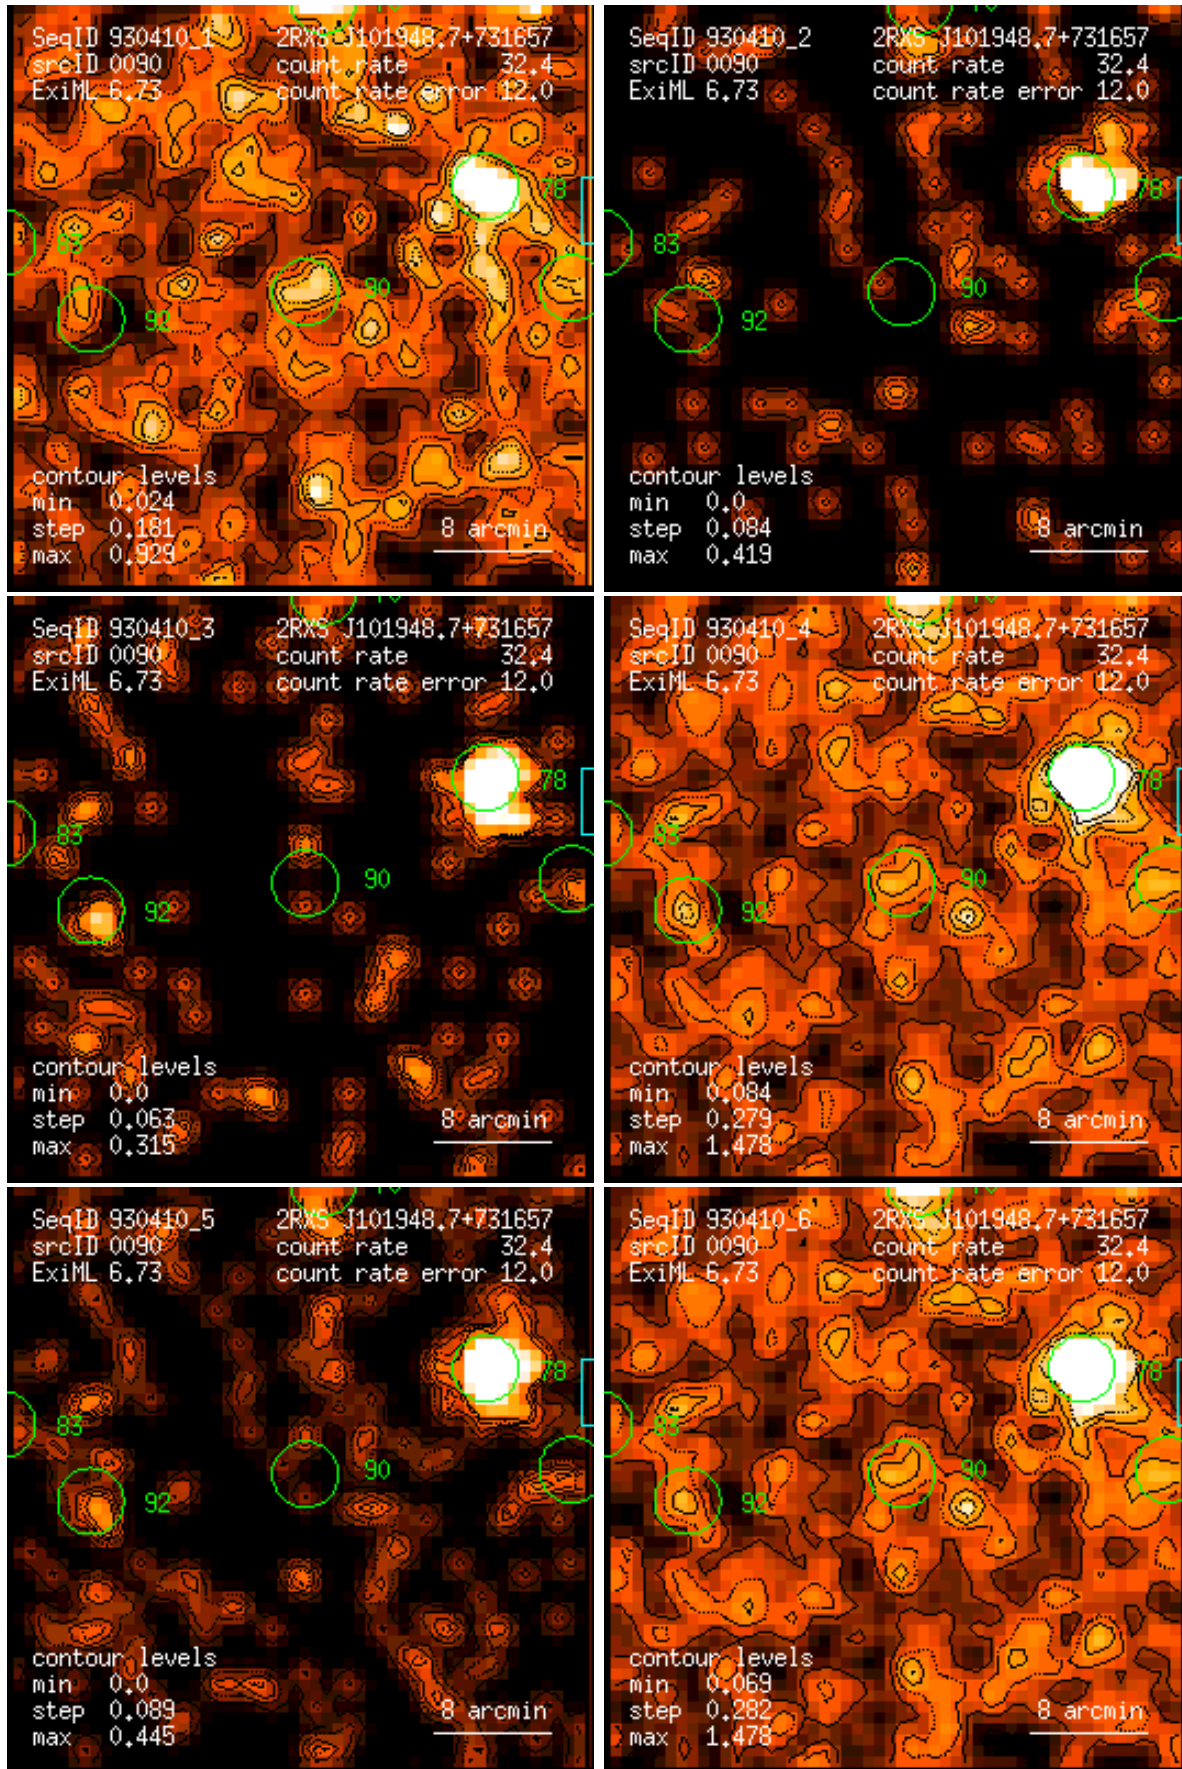 SeqID 930410_1 2RXS J101948.7+731657
srcID 0090 count rate 32.4
ExiML 6.73 count rate error 12.0
78
83
90
92
contour levels
min 0.024
step 0.181
max 0.929
8 arcmin
SeqID 930410_2 2RXS J101948.7+731657
srcID 0090 count rate 32.4
ExiML 6.73 count rate error 12.0
78
83
90
92
contour levels
min 0.0
step 0.084
max 0.419
8 arcmin
SeqID 930410_3 2RXS J101948.7+731657
srcID 0090 count rate 32.4
ExiML 6.73 count rate error 12.0
78
83
90
92
contour levels
min 0.0
step 0.063
max 0.315
8 arcmin
SeqID 930410_4 2RXS J101948.7+731657
srcID 0090 count rate 32.4
ExiML 6.73 count rate error 12.0
78
83
90
92
contour levels
min 0.084
step 0.279
max 1.478
8 arcmin
SeqID 930410_5 2RXS J101948.7+731657
srcID 0090 count rate 32.4
ExiML 6.73 count rate error 12.0
78
83
90
92
contour levels
min 0.0
step 0.089
max 0.445
8 arcmin
SeqID 930410_6 2RXS J101948.7+731657
srcID 0090 count rate 32.4
ExiML 6.73 count rate error 12.0
78
83
90
92
contour levels
min 0.069
step 0.282
max 1.478
8 arcmin